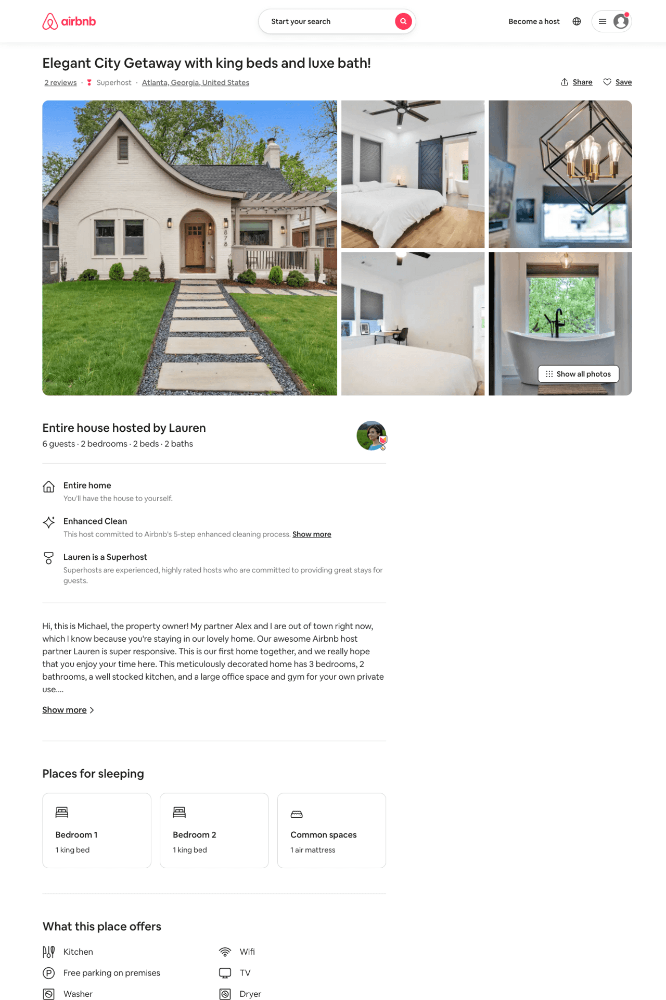 airbnb
Start your search
Become a host
Elegant City Getaway with king beds and luxe bath!
2 reviews · Superhost · Atlanta, Georgia, United States
Share
Save
878
Show all photos
Entire house hosted by Lauren
6 guests · 2 bedrooms · 2 beds · 2 baths
Entire home
You'll have the house to yourself.
Enhanced Clean
This host committed to Airbnb's 5-step enhanced cleaning process. Show more
Lauren is a Superhost
Superhosts are experienced, highly rated hosts who are committed to providing great stays for
guests.
Hi, this is Michael, the property owner! My partner Alex and I are out of town right now,
which I know because you're staying in our lovely home. Our awesome Airbnb host
partner Lauren is super responsive. This is our first home together, and we really hope
that you enjoy your time here. This meticulously decorated home has 3 bedrooms, 2
bathrooms, a well stocked kitchen, and a large office space and gym for your own private
use....
Show more
Places for sleeping
Bedroom 1
1 king bed
Bedroom 2
1 king bed
Common spaces
1 air mattress
What this place offers
Kitchen
Wifi
Free parking on premises
TV
Washer
Dryer